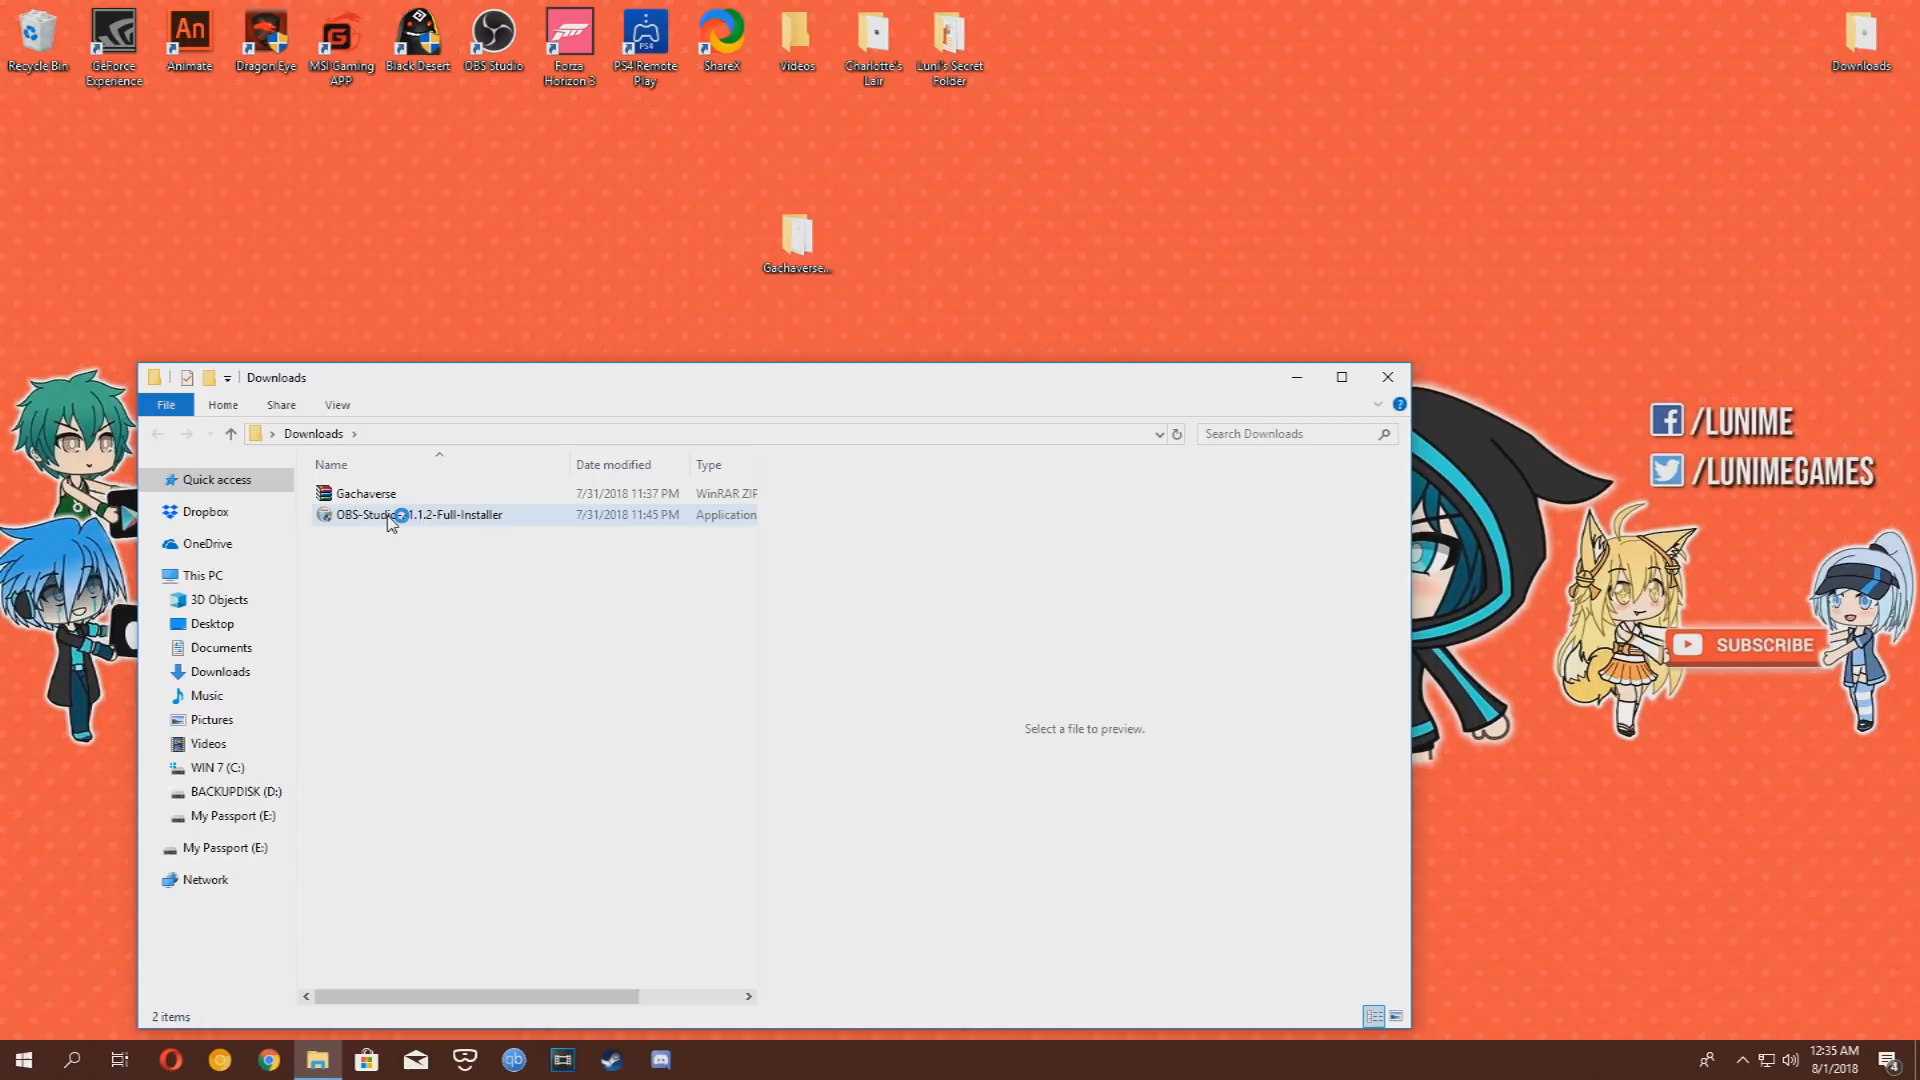 Recycle Bin
GeForce Experience
Animate
Dragon Eye
MSI Gaming APP
Black Desert
OBS Studio
Forza Horizon 3
PS4 Remote Play
ShareX
Videos
Charlotte's Lair
Luni's Secret Folder
Downloads
An
PS4
Gachaverse...
Downloads
File
Home
Share
View
Downloads
Search Downloads
Name
Date modified
Type
Gachaverse
7/31/2018 11:37 PM
WinRAR ZIP
OBS-Studio-21.1.2-Full-Installer
7/31/2018 11:45 PM
Application
Quick access
Dropbox
OneDrive
This PC
3D Objects
Desktop
Documents
Downloads
Music
Pictures
Videos
WIN 7 (C:)
BACKUPDISK (D:)
My Passport (E:)
My Passport (E:)
Network
Select a file to preview.
2 items
/LUNIME
/LUNIMEGAMES
SUBSCRIBE
qb
12:35 AM
8/1/2018
4